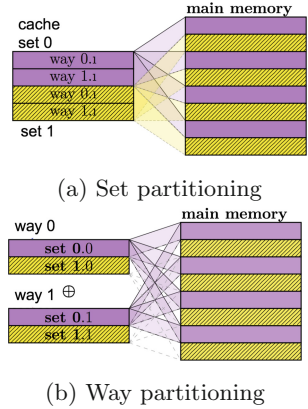 main memory
cache
set 0
way 0.1
way 1.1
way 0.1
way 1.1
set 1
(a) Set partitioning
main memory
way 0
set 0.0
set 1.0
way 1 ⊕
set 0.1
set 1.1
(b) Way partitioning